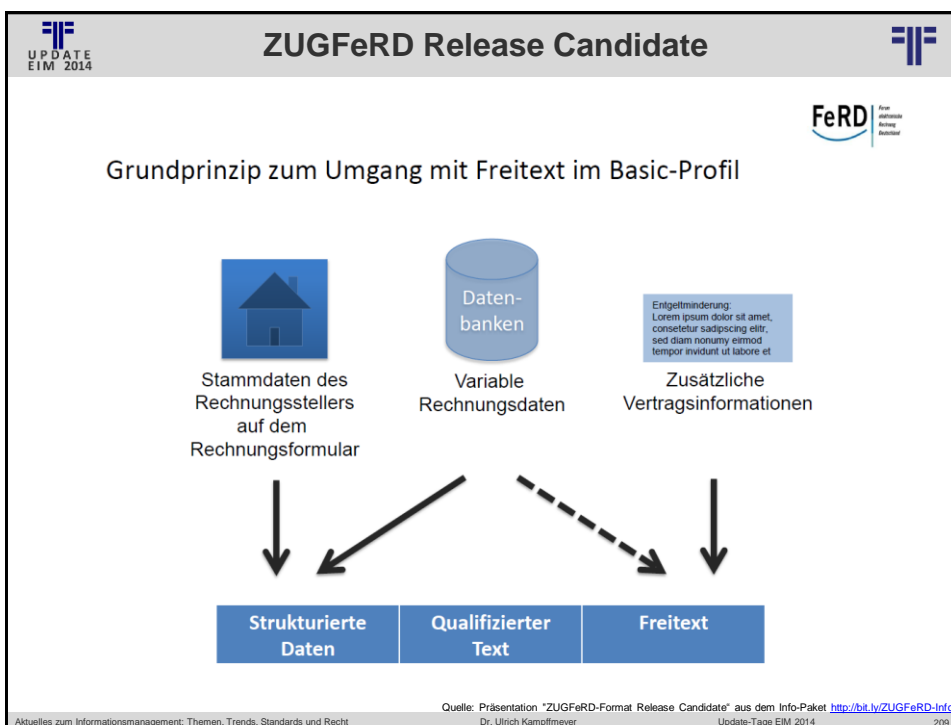 UPDATE
EIM 2014
ZUGFeRD Release Candidate
FeRD
Forum
elektronische
Rechnung
Deutschland
Grundprinzip zum Umgang mit Freitext im Basic-Profil
Daten-
banken
Entgeltminderung:
Lorem ipsum dolor sit amet,
consetetur sadipscing elitr,
sed diam nonumy eirmod
tempor invidunt ut labore et
Stammdaten des
Rechnungsstellers
auf dem
Rechnungsformular
Variable
Rechnungsdaten
Zusätzliche
Vertragsinformationen
Strukturierte
Daten
Qualifizierter
Text
Freitext
Quelle: Präsentation "ZUGFeRD-Format Release Candidate" aus dem Info-Paket http://bit.ly/ZUGFeRD-Info
Aktuelles zum Informationsmanagement: Themen, Trends, Standards und Recht
Dr. Ulrich Kampffmeyer
Update-Tage EIM 2014